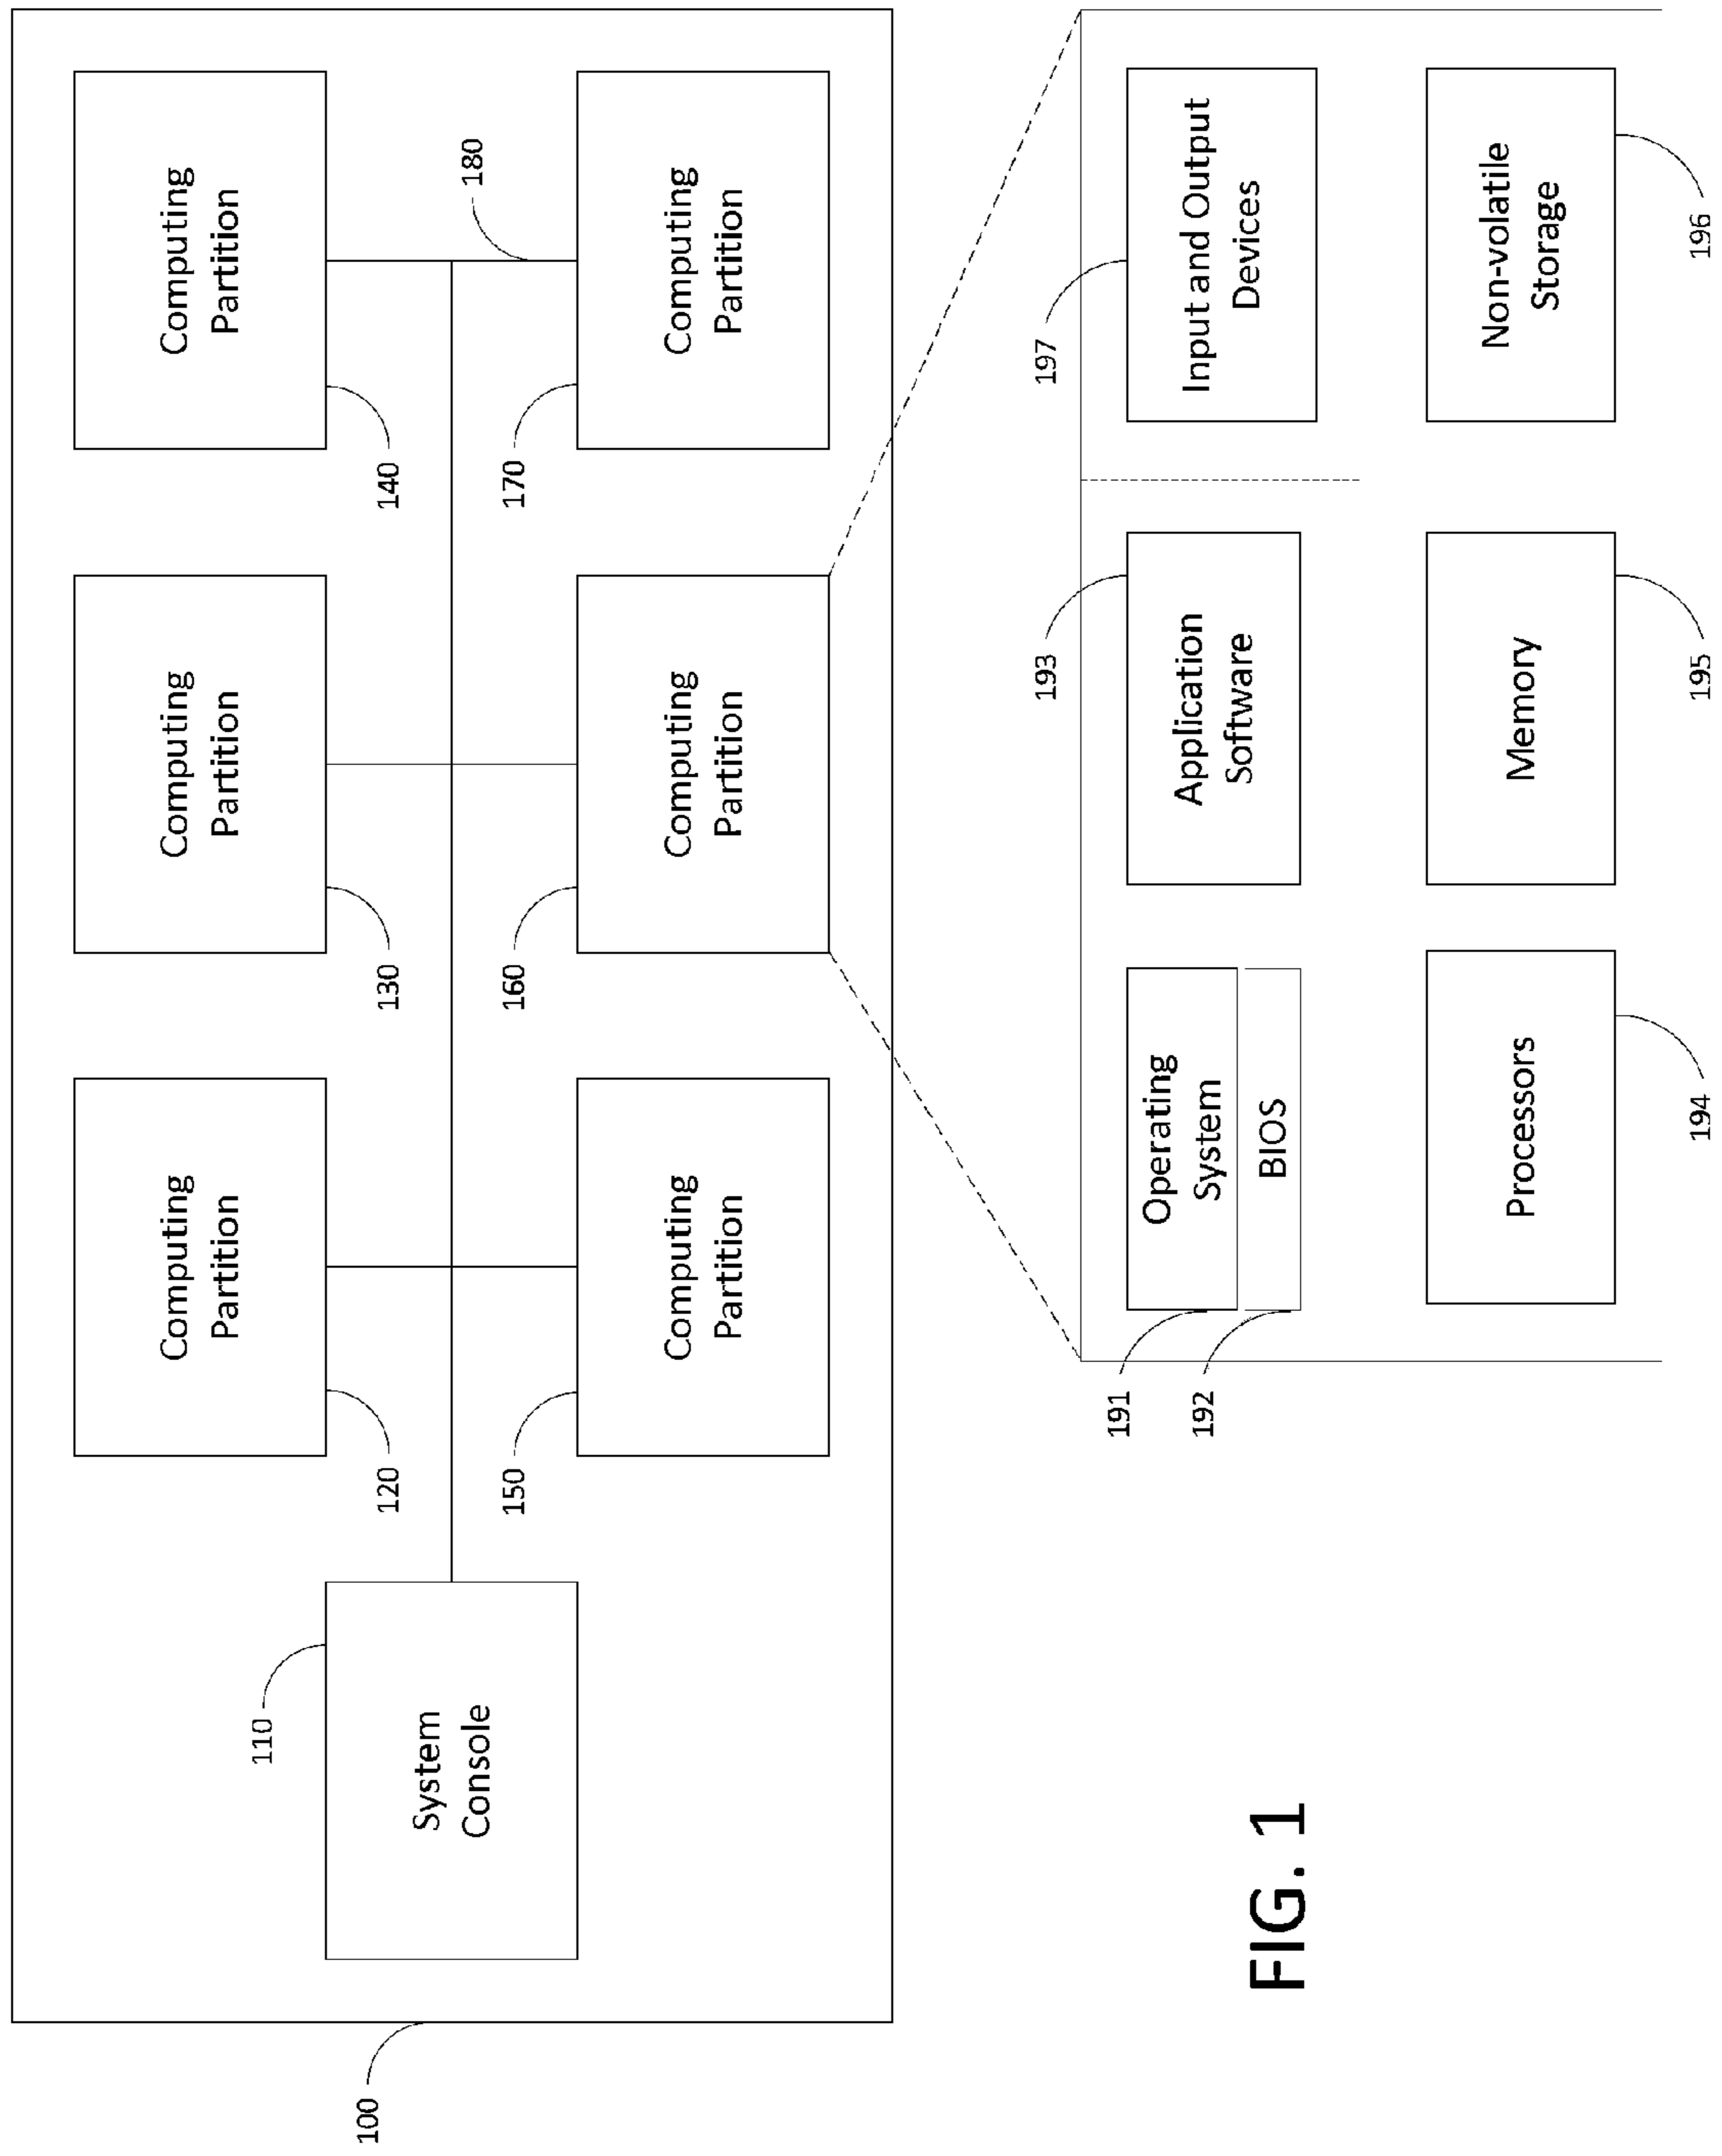 100
110
System
Console
120
Computing
Partition
130
Computing
Partition
140
Computing
Partition
180
150
Computing
Partition
160
Computing
Partition
170
Computing
Partition
191
Operating
System
192
BIOS
193
Application
Software
197
Input and Output
Devices
Processors
194
Memory
195
Non-volatile
Storage
196
FIG. 1